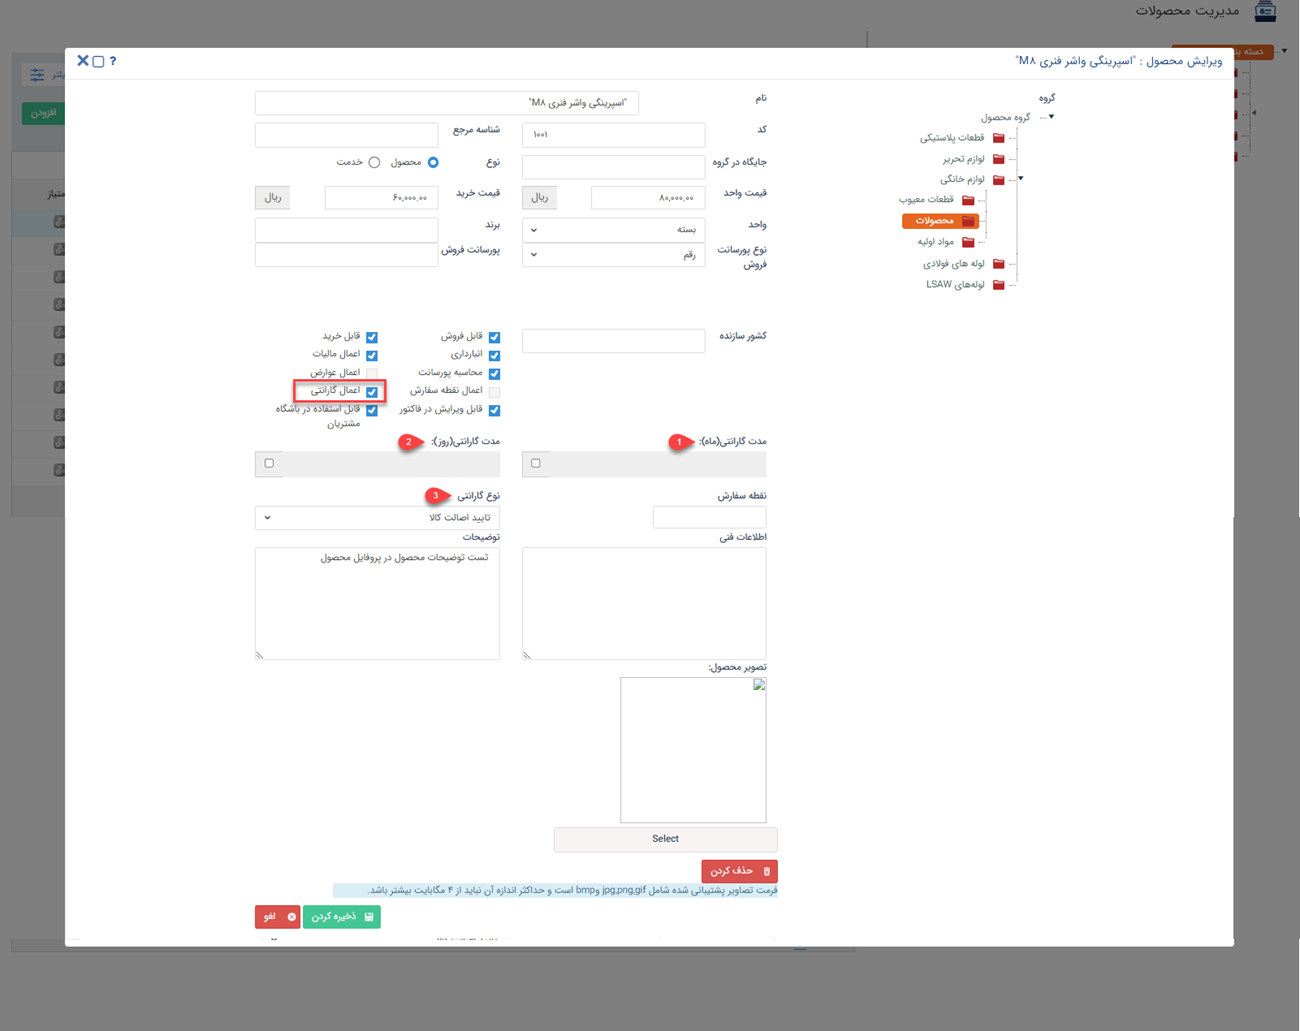 مدیریت محصولات
دسته بند
یلتر
افزودن
متیاز
ویرایش محصول : "اسپرینگی واشر فنری M۸"
?
گروه
گروه محصول
قطعات پلاستیکی
لوازم تحریر
لوازم خانگی
قطعات معیوب
محصولات
مواد اولیه
لوله های فولادی
لوله‌های LSAW
نام
"اسپرینگی واشر فنری M۸"
کد
۱۰۰۱
شناسه مرجع
جایگاه در گروه
نوع
محصول
خدمت
قیمت واحد
۸۰,۰۰۰.۰۰
ریال
قیمت خرید
۶۰,۰۰۰.۰۰
ریال
واحد
بسته
برند
نوع پورسانت فروش
رقم
پورسانت فروش
کشور سازنده
قابل فروش
قابل خرید
انبارداری
اعمال مالیات
محاسبه پورسانت
اعمال عوارض
اعمال نقطه سفارش
اعمال گارانتی
قابل ویرایش در فاکتور
قابل استفاده در باشگاه
مشتریان
مدت گارانتی(ماه):
1
مدت گارانتی(روز):
2
نقطه سفارش
نوع گارانتی
3
تایید اصالت کالا
اطلاعات فنی
توضیحات
تست توضیحات محصول در پروفایل محصول
تصویر محصول:
Select
حذف کردن
فرمت تصاویر پشتیبانی شده شامل jpg,png,gif وbmp است و حداکثر اندازه آن نباید از ۴ مگابایت بیشتر باشد.
ذخیره کردن
لغو